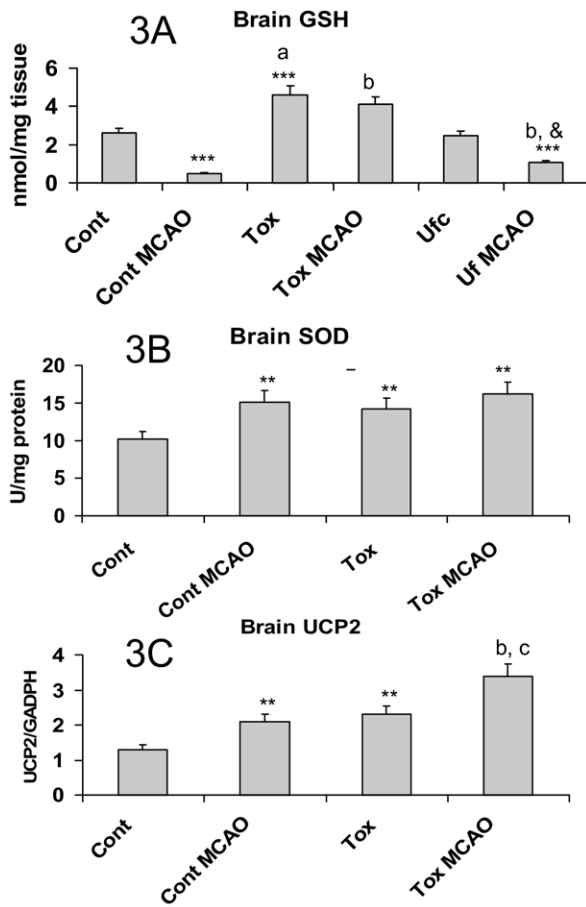 3A
Brain GSH
nmol/mg tissue
6
4
2
0
***
a
***
b
b, &
***
Cont
Cont MCAO
Tox
Tox MCAO
Ufc
Uf MCAO
3B
Brain SOD
U/mg protein
20
15
10
5
0
**
–
**
**
Cont
Cont MCAO
Tox
Tox MCAO
3C
Brain UCP2
UCP2/GADPH
4
3
2
1
0
**
**
b, c
Cont
Cont MCAO
Tox
Tox MCAO